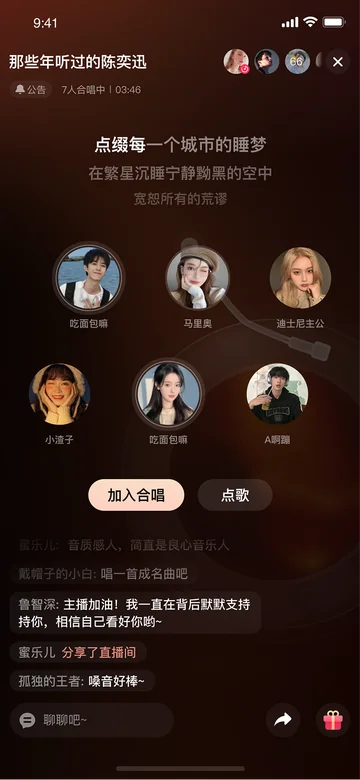 9:41
那些年听过的陈奕迅
66
公告 7人合唱中 | 03:46
点缀每一个城市的睡梦
在繁星沉睡宁静黝黑的空中
宽恕所有的荒谬
吃面包嘛 马里奥 迪士尼主公
小渣子 吃面包嘛 A啊蹦
加入合唱 点歌
蜜乐儿: 音质感人，简直是良心音乐人
戴帽子的小白: 唱一首成名曲吧
鲁智深: 主播加油！我一直在背后默默支持
持你，相信自己看好你哟~
蜜乐儿 分享了直播间
孤独的王者: 嗓音好棒~
聊聊吧~